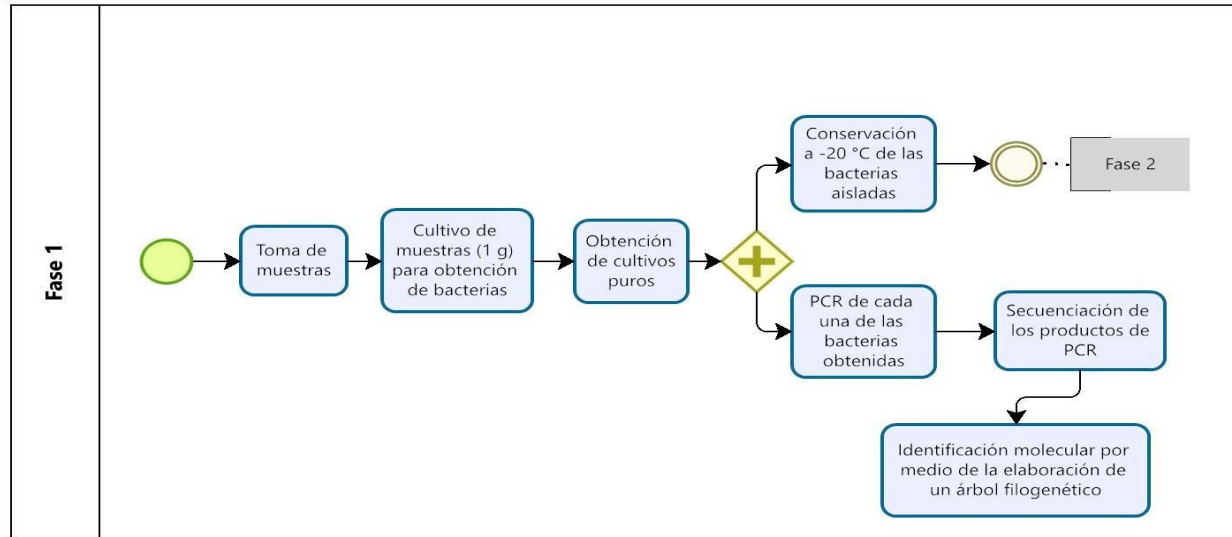 Fase 1
Toma de
muestras
Cultivo de
muestras (1 g)
para obtención
de bacterias
Obtención
de cultivos
puros
Conservación
a -20 °C de las
bacterias
aisladas
Fase 2
PCR de cada
una de las
bacterias
obtenidas
Secuenciación de
los productos de
PCR
Identificación molecular por
medio de la elaboración de
un árbol filogenético